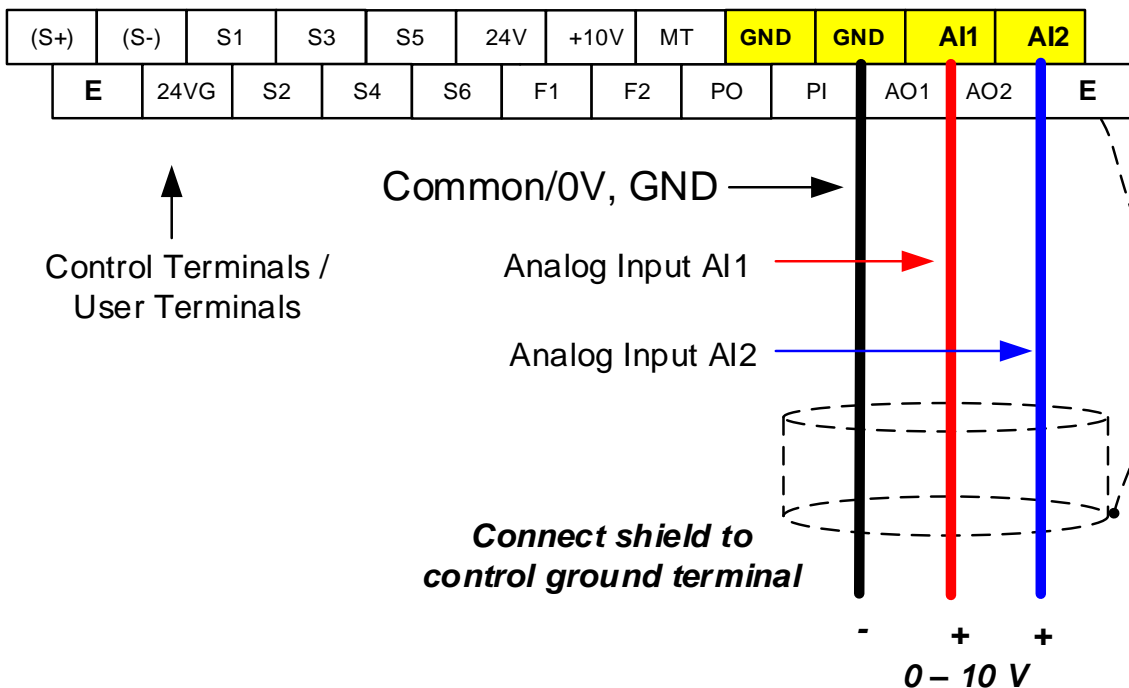 (S+) (S-) S1 S3 S5 24V +10V MT GND GND AI1 AI2
E 24VG S2 S4 S6 F1 F2 PO PI AO1 AO2 E
Common/0V, GND
Control Terminals /
User Terminals
Analog Input AI1
Analog Input AI2
Connect shield to
control ground terminal
- + +
0 – 10 V